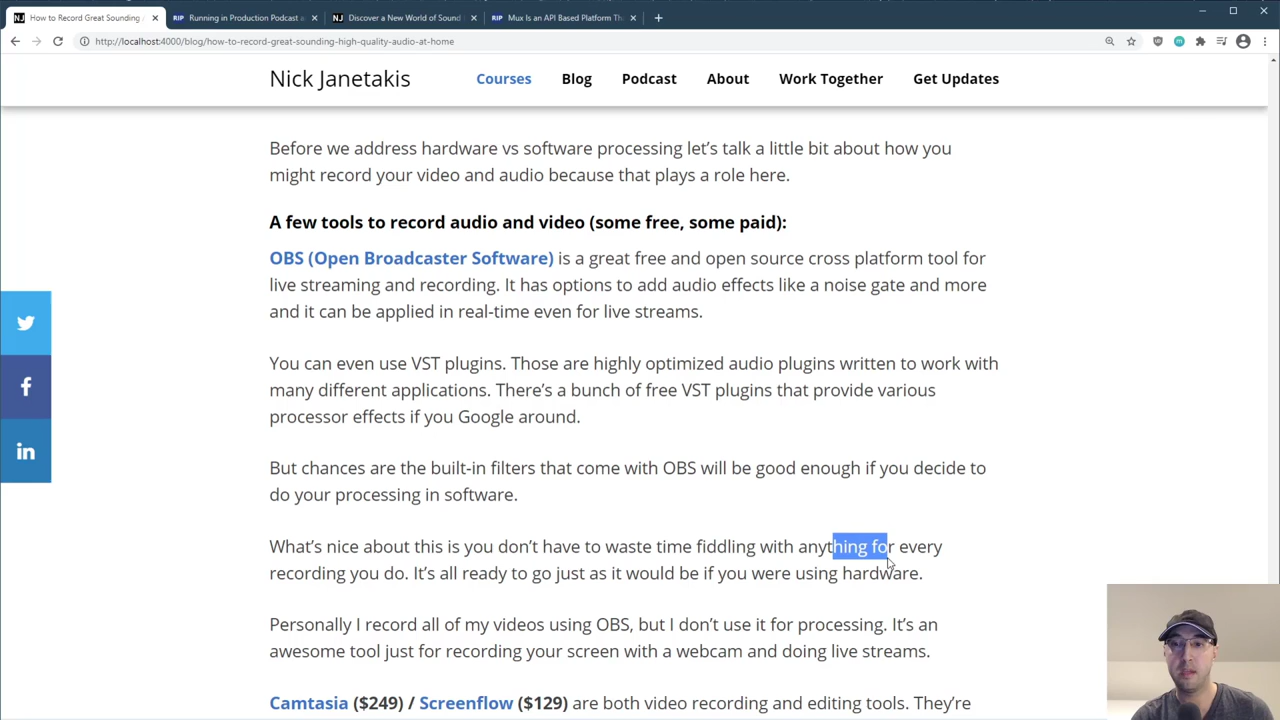 How to Record Great Sounding
Running in Production Podcast
Discover a New World of Sound
Mux Is an API Based Platform
http://localhost:4000/blog/how-to-record-great-sounding-high-quality-audio-at-home
Nick Janetakis
Courses
Blog
Podcast
About
Work Together
Get Updates
Before we address hardware vs software processing let’s talk a little bit about how you
might record your video and audio because that plays a role here.
A few tools to record audio and video (some free, some paid):
OBS (Open Broadcaster Software) is a great free and open source cross platform tool for
live streaming and recording. It has options to add audio effects like a noise gate and more
and it can be applied in real-time even for live streams.
You can even use VST plugins. Those are highly optimized audio plugins written to work with
many different applications. There’s a bunch of free VST plugins that provide various
processor effects if you Google around.
But chances are the built-in filters that come with OBS will be good enough if you decide to
do your processing in software.
What’s nice about this is you don’t have to waste time fiddling with anything for every
recording you do. It’s all ready to go just as it would be if you were using hardware.
Personally I record all of my videos using OBS, but I don’t use it for processing. It’s an
awesome tool just for recording your screen with a webcam and doing live streams.
Camtasia ($249) / Screenflow ($129) are both video recording and editing tools. They’re